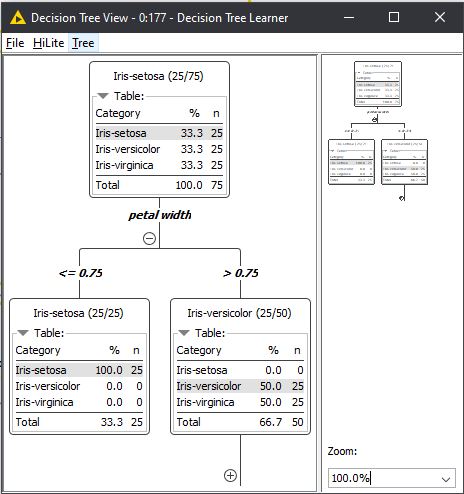 Decision Tree View - 0:177 - Decision Tree Learner
File HiLite Tree
Iris-setosa (25/75)
Table:
Category % n
Iris-setosa 33.3 25
Iris-versicolor 33.3 25
Iris-virginica 33.3 25
Total 100.0 75
petal width
<= 0.75
> 0.75
Iris-setosa (25/25)
Table:
Category % n
Iris-setosa 100.0 25
Iris-versicolor 0.0 0
Iris-virginica 0.0 0
Total 33.3 25
Iris-versicolor (25/50)
Table:
Category % n
Iris-setosa 0.0 0
Iris-versicolor 50.0 25
Iris-virginica 50.0 25
Total 66.7 50
Zoom:
100.0%